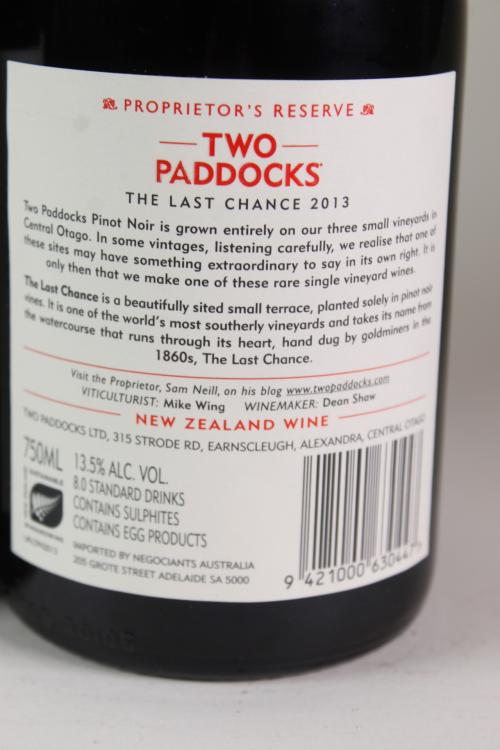 PROPRIETOR'S RESERVE
TWO
PADDOCKS
THE LAST CHANCE 2013
Two Paddocks Pinot Noir is grown entirely on our three small vineyards in
Central Otago. In some vintages, listening carefully, we realise that one of
these sites may have something extraordinary to say in its own right. It is
only then that we make one of these rare single vineyard wines.
The Last Chance is a beautifully sited small terrace, planted solely in pinot noir
vines. It is one of the world's most southerly vineyards and takes its name from
the watercourse that runs through its heart, hand dug by goldminers in the
1860s, The Last Chance.
Visit the Proprietor, Sam Neill, on his blog www.twopaddocks.com
VITICULTURIST: Mike Wing WINEMAKER: Dean Shaw
NEW ZEALAND WINE
TWO PADDOCKS LTD, 315 STRODE RD, EARNSCLEUGH, ALEXANDRA, CENTRAL OTAGO
750ML
13.5% ALC. VOL.
8.0 STANDARD DRINKS
CONTAINS SULPHITES
CONTAINS EGG PRODUCTS
IMPORTED BY NEGOCIANTS AUSTRALIA
205 GROTE STREET ADELAIDE SA 5000
9 421000 630447